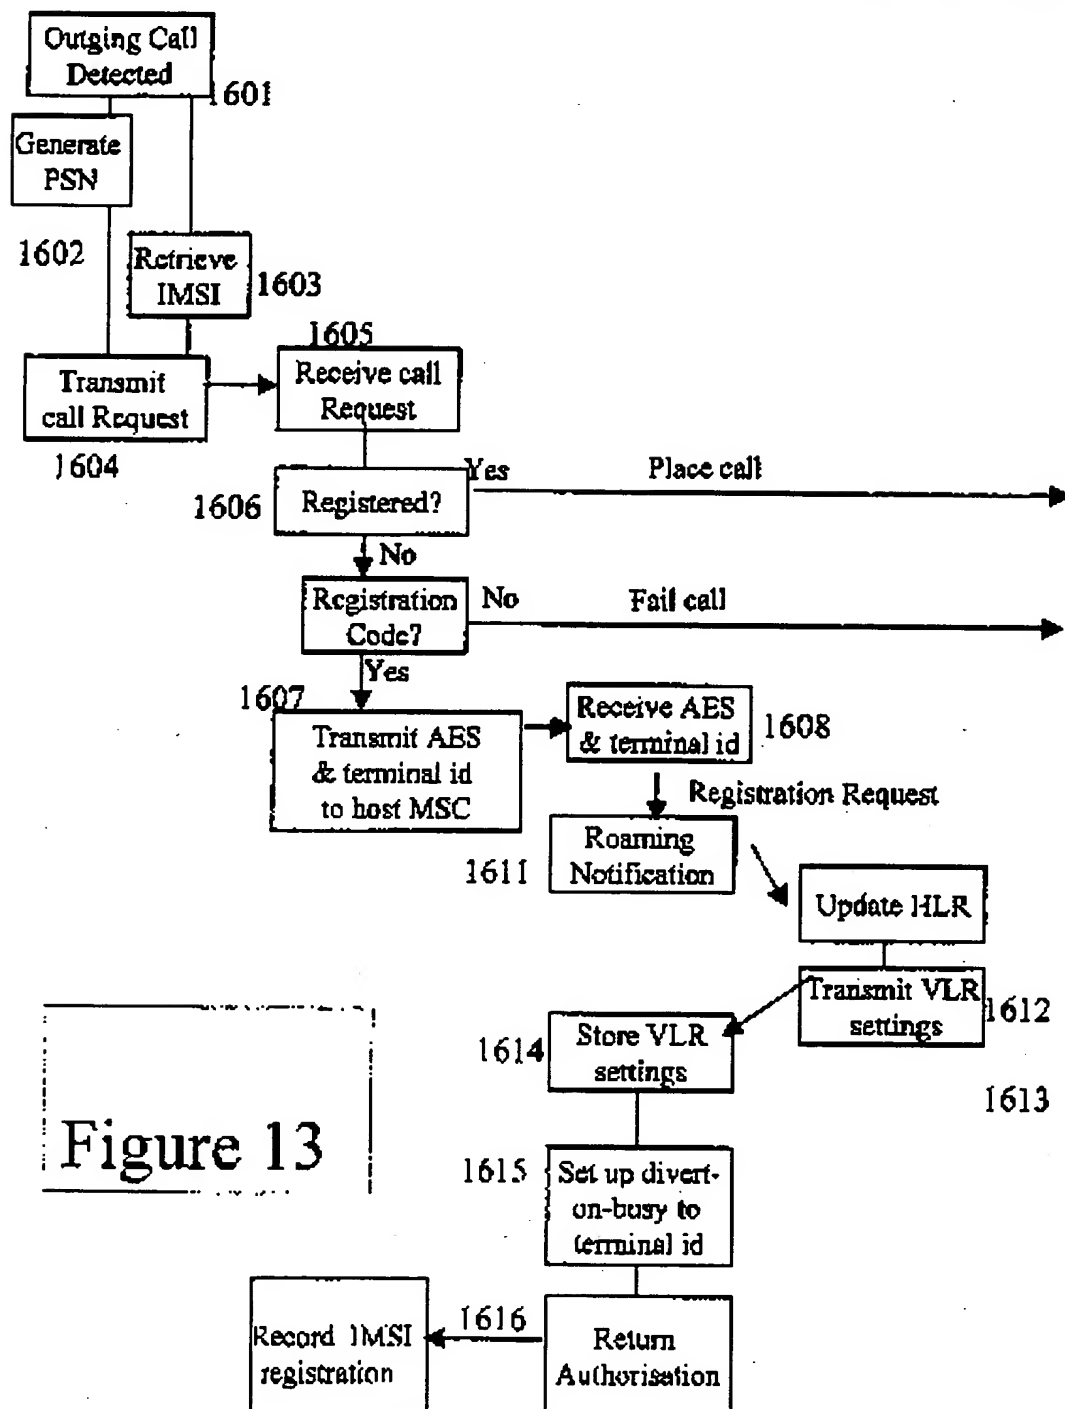 Outging Call
Detected
1601
Generate
PSN
1602
Retrieve
IMSI
1603
1605
Transmit
call Request
1604
Receive call
Request
Yes
Place call
1606
Registered?
No
Registration
Code?
No
Fail call
Yes
1607
Transmit AES
& terminal id
to host MSC
Receive AES
& terminal id
1608
Registration Request
1611
Roaming
Notification
Update HLR
Transmit VLR
settings
1612
1613
1614
Store VLR
settings
Figure 13
1615
Set up divert-
on-busy to
terminal id
1616
Record IMSI
registration
Return
Authorisation